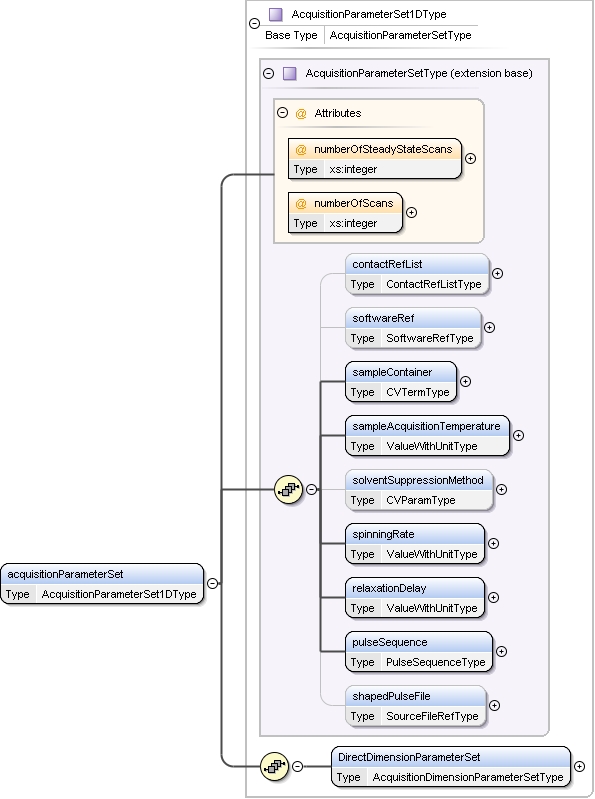 AcquisitionParameterSet1DType
Base Type AcquisitionParameterSetType
AcquisitionParameterSetType (extension base)
@ Attributes
@ numberOfSteadyStateScans
Type xs:integer
@ numberOfScans
Type xs:integer
contactRefList
Type ContactRefListType
softwareRef
Type SoftwareRefType
sampleContainer
Type CVTermType
sampleAcquisitionTemperature
Type ValueWithUnitType
solventSuppressionMethod
Type CVParamType
spinningRate
Type ValueWithUnitType
relaxationDelay
Type ValueWithUnitType
pulseSequence
Type PulseSequenceType
shapedPulseFile
Type SourceFileRefType
acquisitionParameterSet
Type AcquisitionParameterSet1DType
DirectDimensionParameterSet
Type AcquisitionDimensionParameterSetType